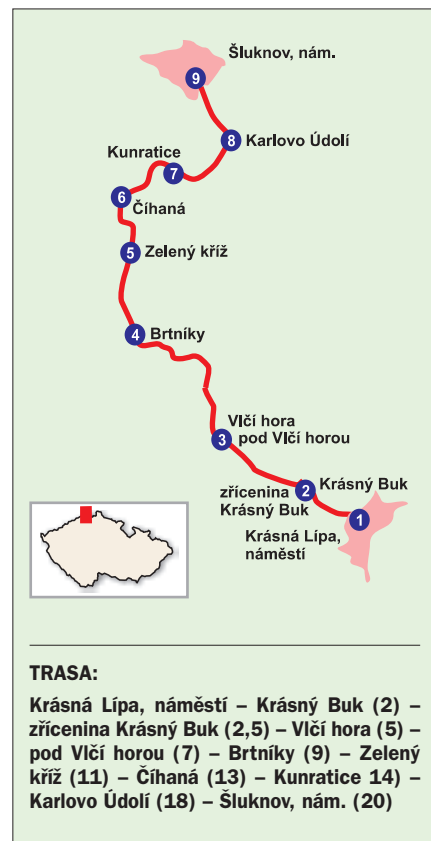 Šluknov, nám.
9
8
Karlovo Údolí
Kunratice
7
6
Číhaná
5
Zelený kříž
4
Brtníky
Vlčí hora
3
pod Vlčí horou
2
Krásný Buk
zřícenina
Krásný Buk
1
Krásná Lípa,
náměstí
TRASA:
Krásná Lípa, náměstí – Krásný Buk (2) –
zřícenina Krásný Buk (2,5) – Vlčí hora (5) –
pod Vlčí horou (7) – Brtníky (9) – Zelený
kříž (11) – Číhaná (13) – Kunratice 14) –
Karlovo Údolí (18) – Šluknov, nám. (20)